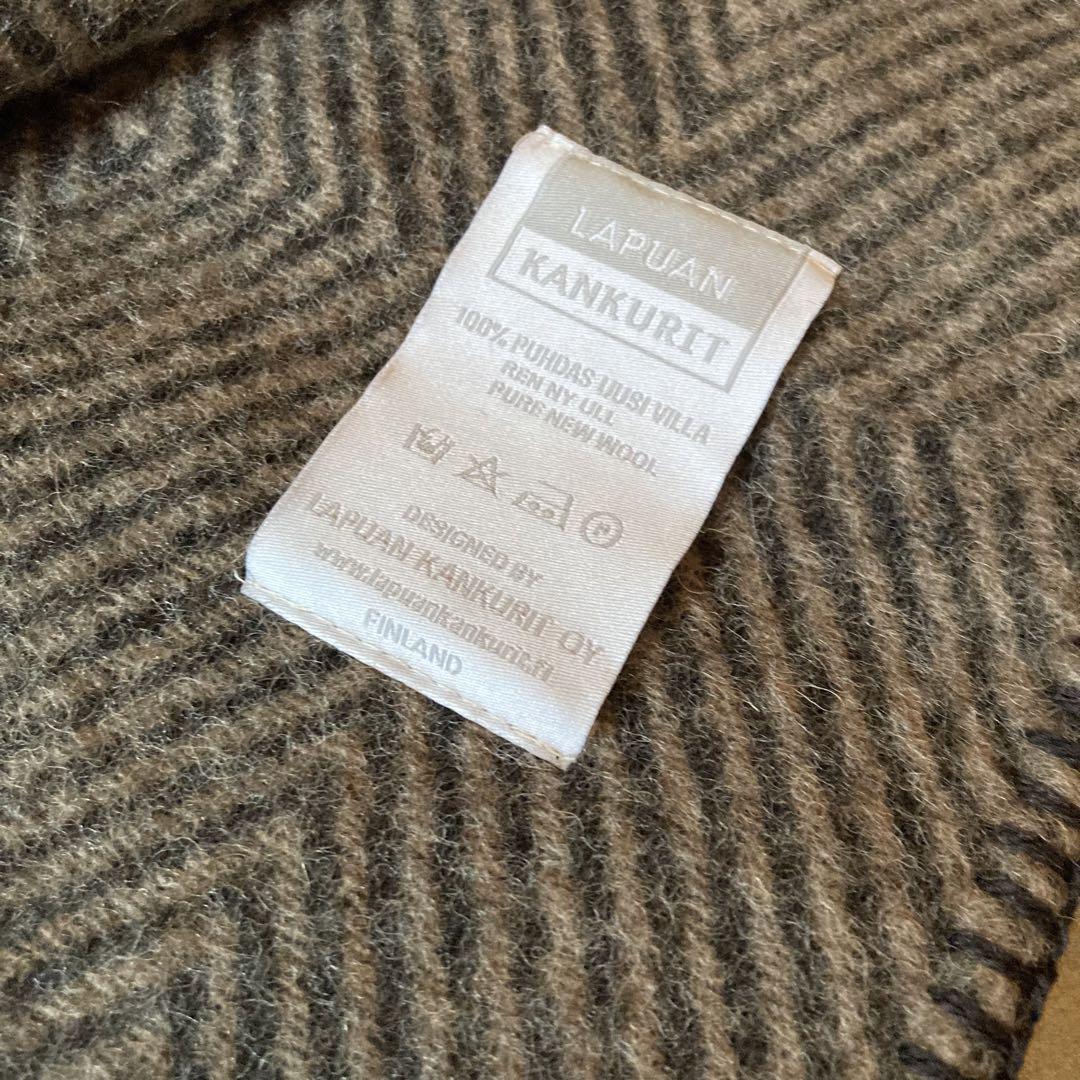 LAPUAN
KANKURIT
100% PUHDAS UUSI VILLA
REN NY ULL
PURE NEW WOOL
DESIGNED BY
LAPUAN KANKURIT OY
www.lapuankankurit.fi
FINLAND